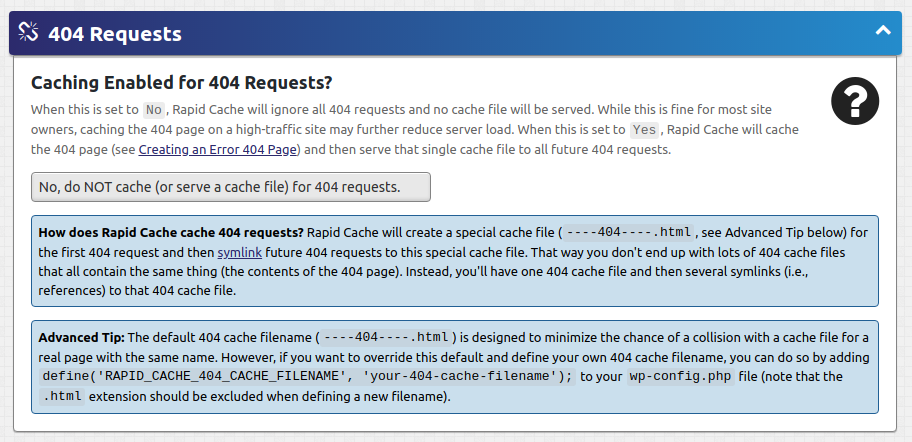 404 Requests
Caching Enabled for 404 Requests?
When this is set to No, Rapid Cache will ignore all 404 requests and no cache file will be served. While this is fine for most site
owners, caching the 404 page on a high-traffic site may further reduce server load. When this is set to Yes, Rapid Cache will cache
the 404 page (see Creating an Error 404 Page) and then serve that single cache file to all future 404 requests.
No, do NOT cache (or serve a cache file) for 404 requests.
How does Rapid Cache cache 404 requests? Rapid Cache will create a special cache file (----404----.html, see Advanced Tip below) for
the first 404 request and then symlink future 404 requests to this special cache file. That way you don't end up with lots of 404 cache files
that all contain the same thing (the contents of the 404 page). Instead, you'll have one 404 cache file and then several symlinks (i.e.,
references) to that 404 cache file.
Advanced Tip: The default 404 cache filename (----404----.html) is designed to minimize the chance of a collision with a cache file for a
real page with the same name. However, if you want to override this default and define your own 404 cache filename, you can do so by adding
define('RAPID_CACHE_404_CACHE_FILENAME', 'your-404-cache-filename'); to your wp-config.php file (note that the
.html extension should be excluded when defining a new filename).